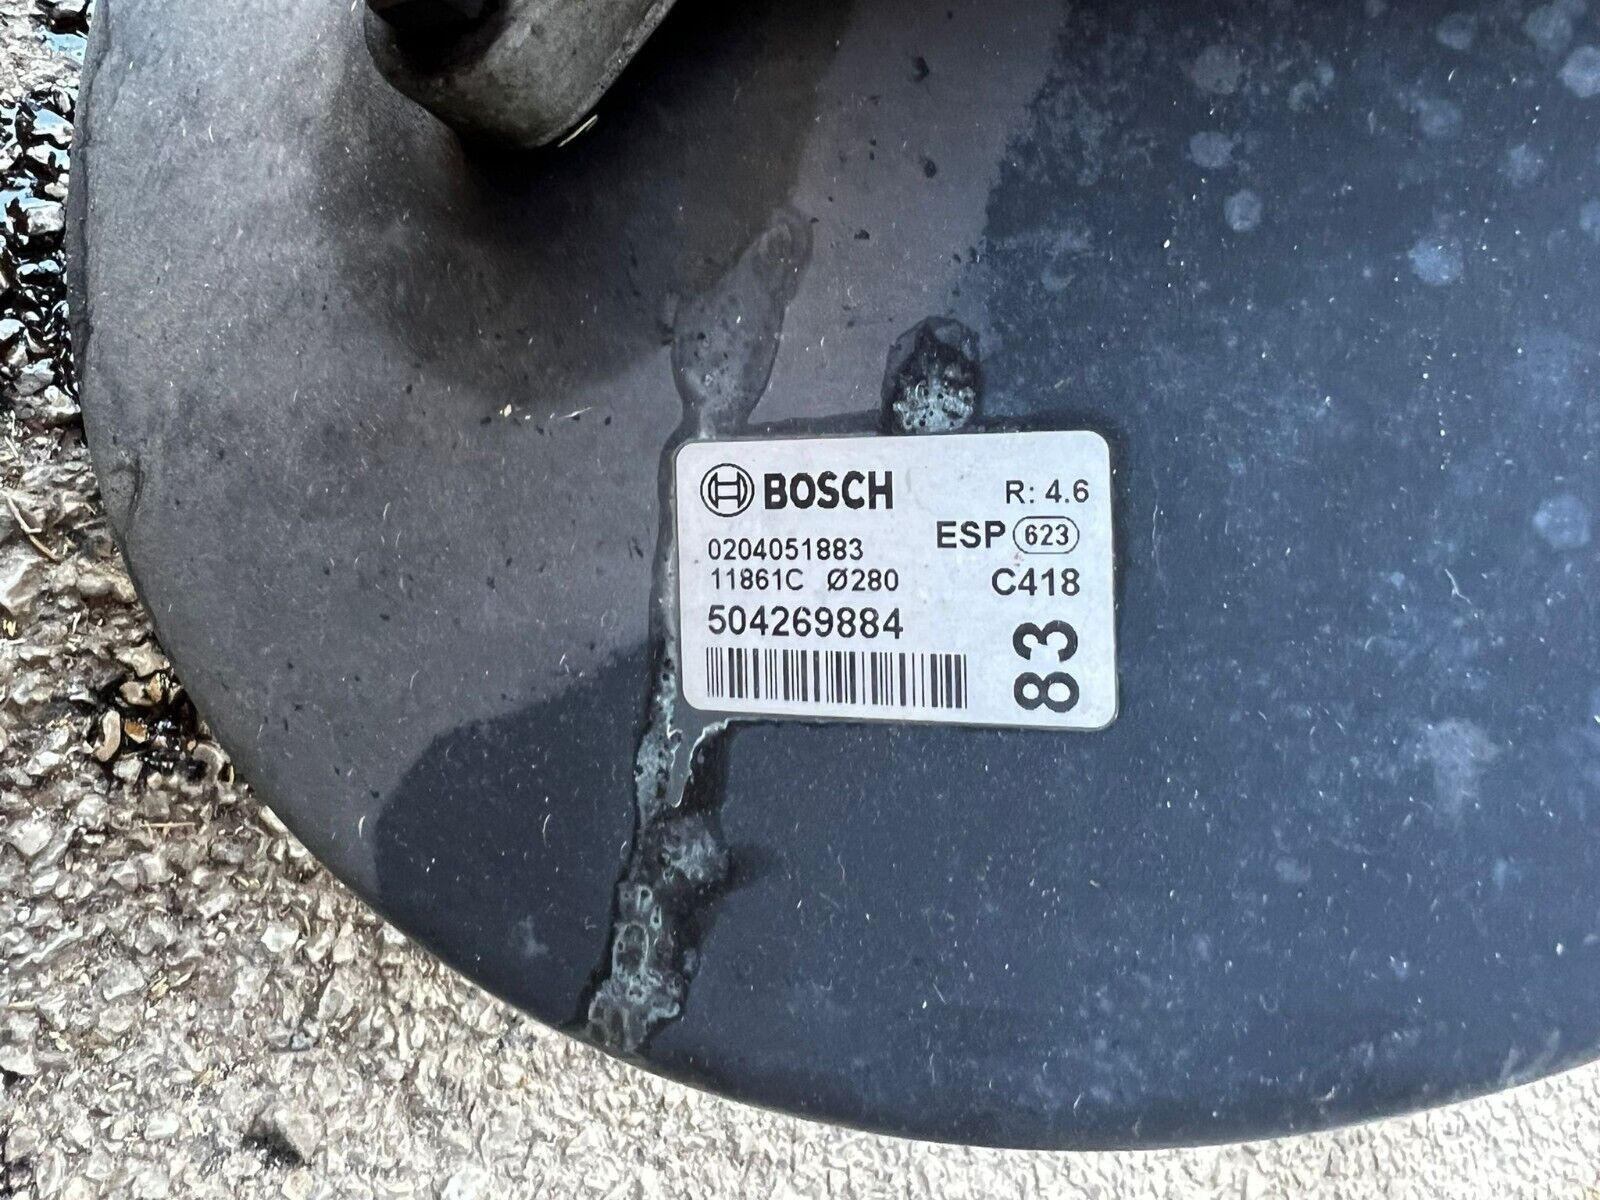 BOSCH R: 4.6
0204051883 ESP 623
11861C Ø280 C418
504269884
83